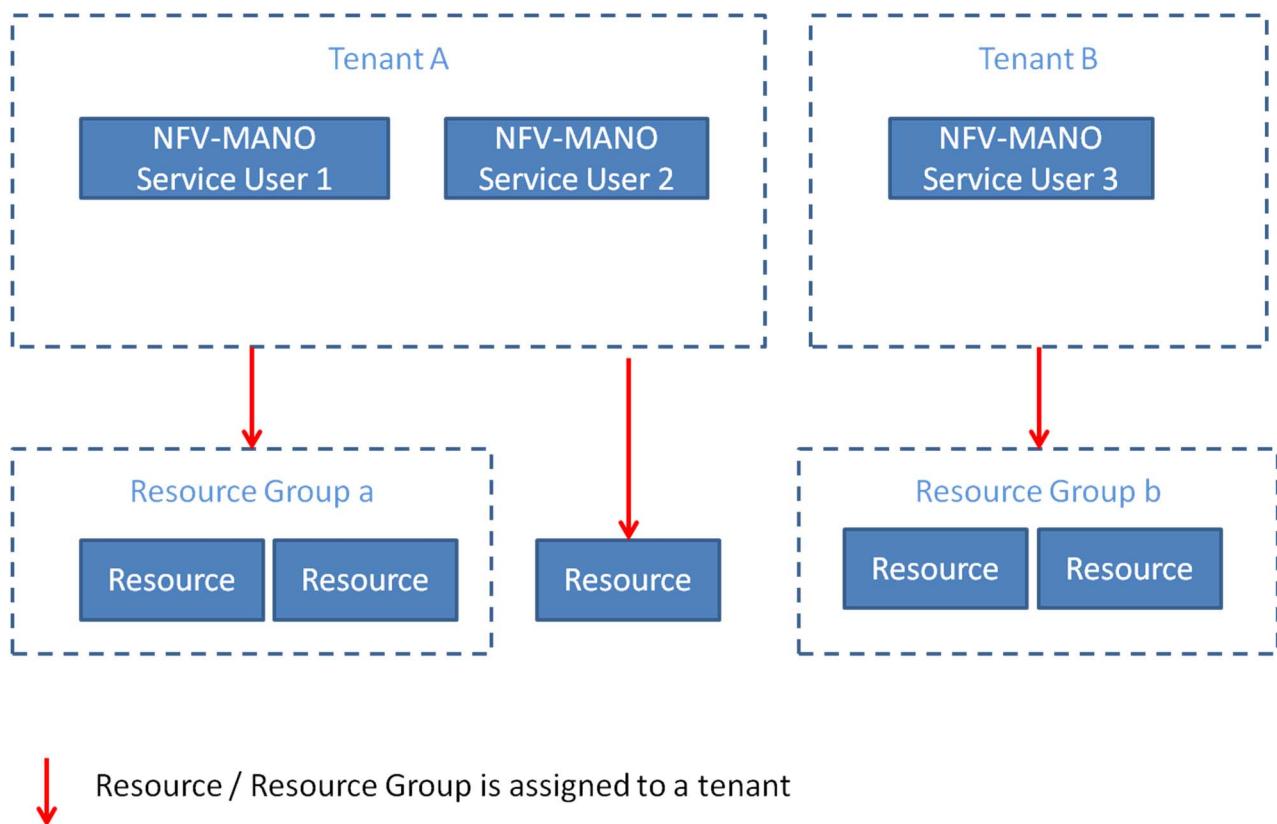 Tenant A
Tenant B
NFV-MANO
Service User 1
NFV-MANO
Service User 2
NFV-MANO
Service User 3
Resource Group a
Resource Group b
Resource
Resource
Resource
Resource
Resource
Resource / Resource Group is assigned to a tenant